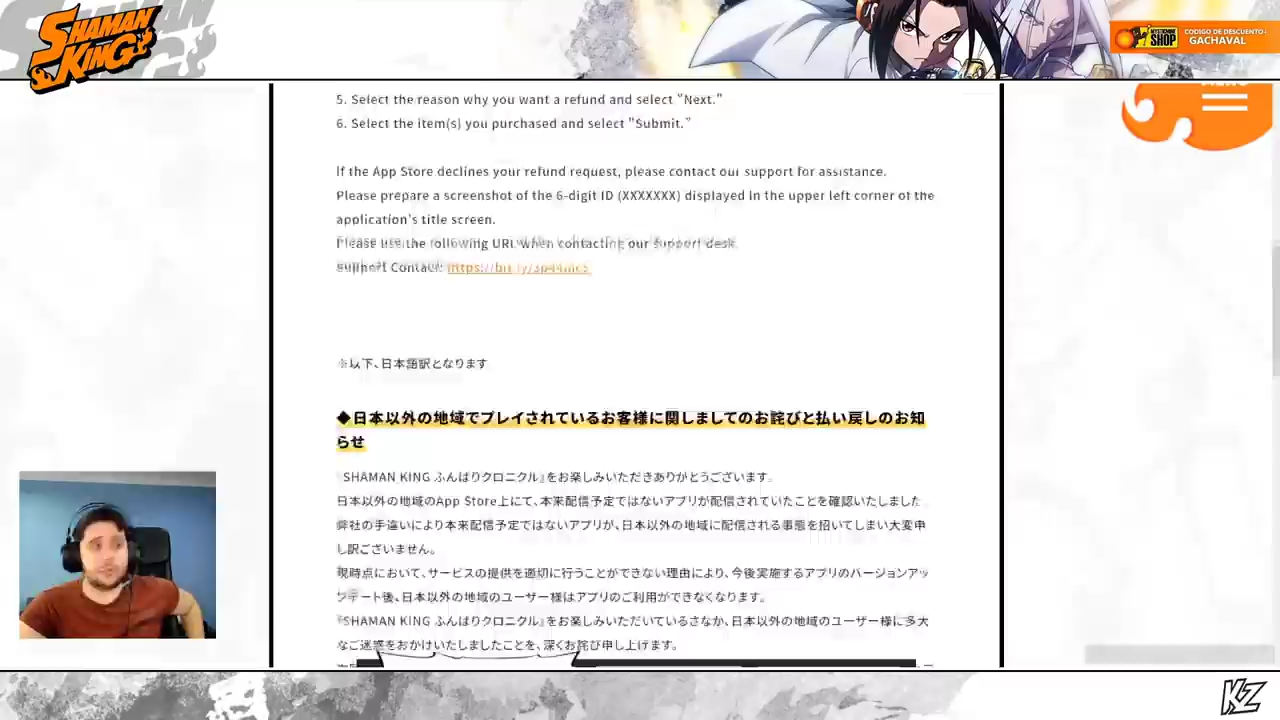 SHAMAN
KING
MYSTICMIND
SHOP
CODIGO DE DESCUENTO:
GACHAVAL
MENU
5. Select the reason why you want a refund and select "Next."
6. Select the item(s) you purchased and select "Submit."
If the App Store declines your refund request, please contact our support for assistance.
Please prepare a screenshot of the 6-digit ID (XXXXXXX) displayed in the upper left corner of the
application's title screen.
Please use the following URL when contacting our support desk.
Support Contact:
※以下、日本語訳となります
◆日本以外の地域でプレイされているお客様に関しましてのお詫びと払い戻しのお知
らせ
『SHAMAN KING ふんばりクロニクル』をお楽しみいただきありがとうございます。
日本以外の地域のApp Store上にて、本来配信予定ではないアプリが配信されていたことを確認いたしました
弊社の手違いにより本来配信予定ではないアプリが、日本以外の地域に配信される事態を招いてしまい大変申
し訳ございません。
現時点において、サービスの提供を適切に行うことができない理由により、今後実施するアプリのバージョンアッ
プデート後、日本以外の地域のユーザー様はアプリのご利用ができなくなります。
『SHAMAN KING ふんばりクロニクル』をお楽しみいただいているさなか、日本以外の地域のユーザー様に多大
なご迷惑をおかけいたしましたことを、深くお詫び申し上げます。
KZ